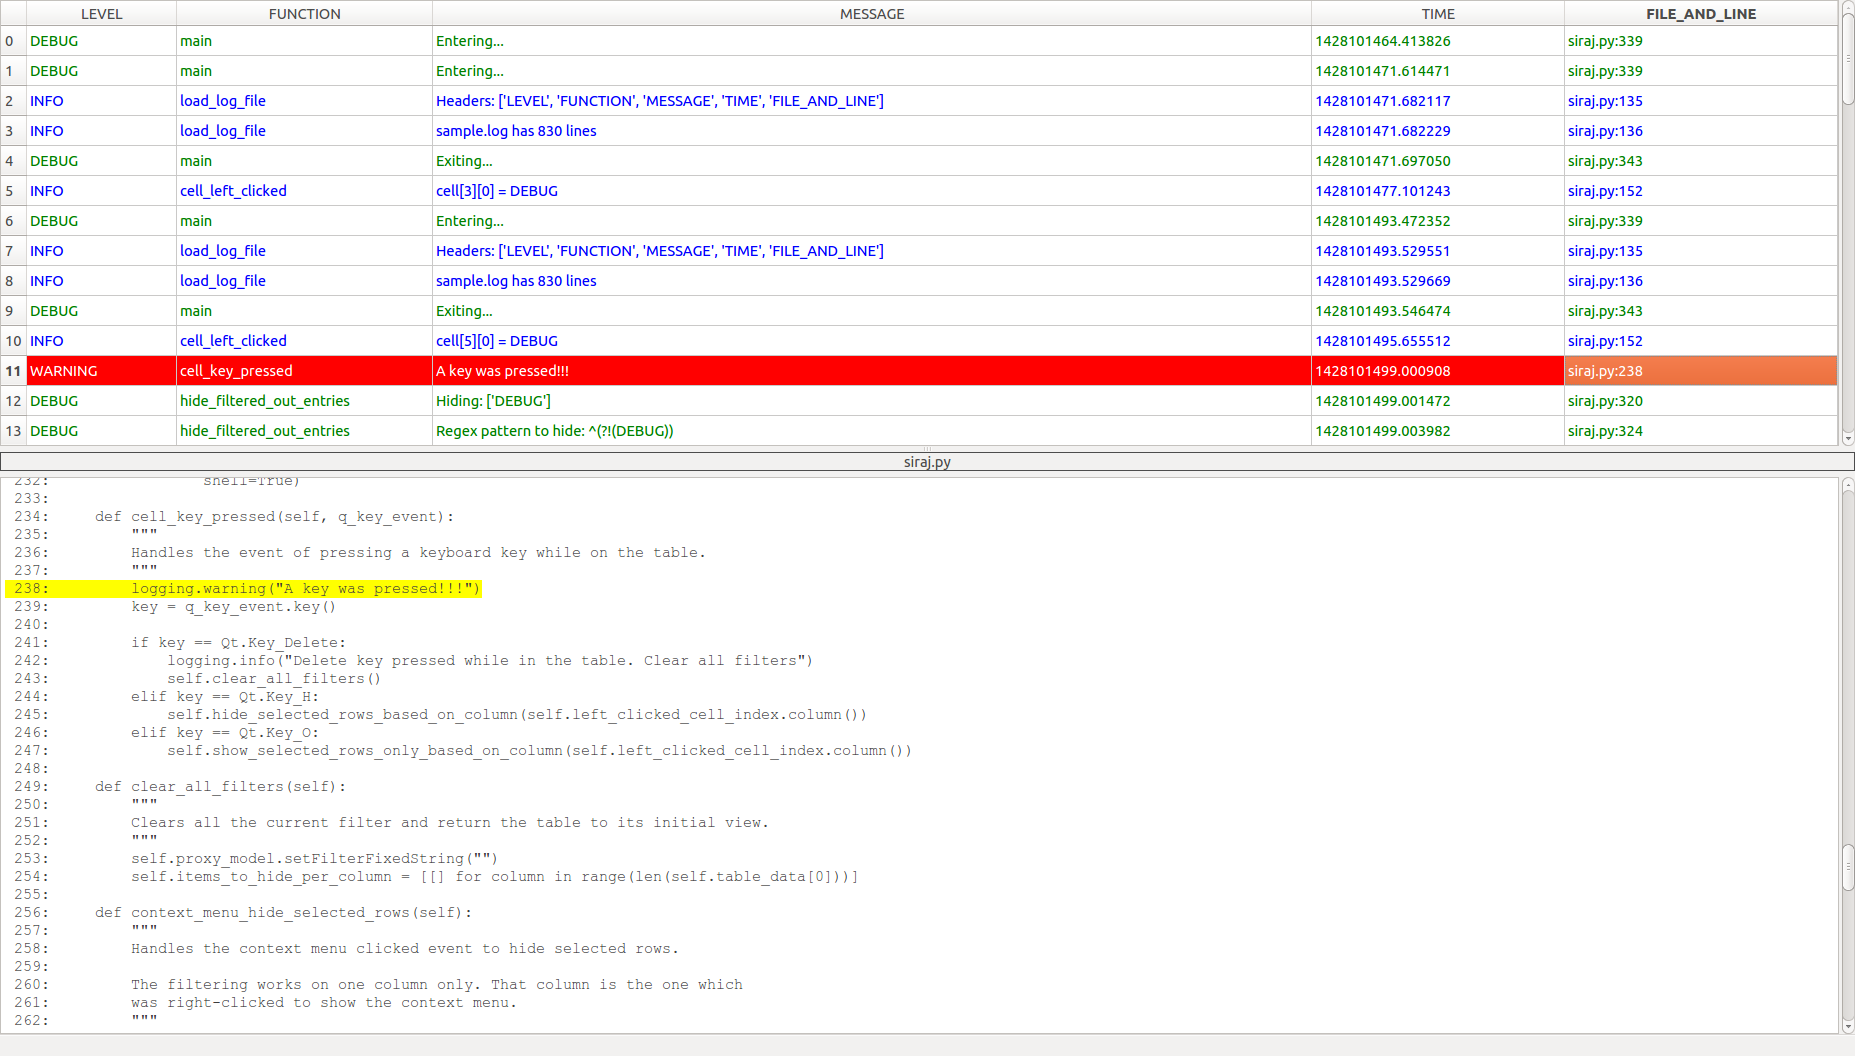 LEVEL FUNCTION MESSAGE TIME FILE_AND_LINE
0 DEBUG main Entering... 1428101464.413826 siraj.py:339
1 DEBUG main Entering... 1428101471.614471 siraj.py:339
2 INFO load_log_file Headers: ['LEVEL', 'FUNCTION', 'MESSAGE', 'TIME', 'FILE_AND_LINE'] 1428101471.682117 siraj.py:135
3 INFO load_log_file sample.log has 830 lines 1428101471.682229 siraj.py:136
4 DEBUG main Exiting... 1428101471.697050 siraj.py:343
5 INFO cell_left_clicked cell[3][0] = DEBUG 1428101477.101243 siraj.py:152
6 DEBUG main Entering... 1428101493.472352 siraj.py:339
7 INFO load_log_file Headers: ['LEVEL', 'FUNCTION', 'MESSAGE', 'TIME', 'FILE_AND_LINE'] 1428101493.529551 siraj.py:135
8 INFO load_log_file sample.log has 830 lines 1428101493.529669 siraj.py:136
9 DEBUG main Exiting... 1428101493.546474 siraj.py:343
10 INFO cell_left_clicked cell[5][0] = DEBUG 1428101495.655512 siraj.py:152
11 WARNING cell_key_pressed A key was pressed!!! 1428101499.000908 siraj.py:238
12 DEBUG hide_filtered_out_entries Hiding: ['DEBUG'] 1428101499.001472 siraj.py:320
13 DEBUG hide_filtered_out_entries Regex pattern to hide: ^(?!(DEBUG)) 1428101499.003982 siraj.py:324
siraj.py
232:                 shell=True)
233:
234:     def cell_key_pressed(self, q_key_event):
235:         """
236:         Handles the event of pressing a keyboard key while on the table.
237:         """
238:         logging.warning("A key was pressed!!!")
239:         key = q_key_event.key()
240:
241:         if key == Qt.Key_Delete:
242:             logging.info("Delete key pressed while in the table. Clear all filters")
243:             self.clear_all_filters()
244:         elif key == Qt.Key_H:
245:             self.hide_selected_rows_based_on_column(self.left_clicked_cell_index.column())
246:         elif key == Qt.Key_O:
247:             self.show_selected_rows_only_based_on_column(self.left_clicked_cell_index.column())
248:
249:     def clear_all_filters(self):
250:         """
251:         Clears all the current filter and return the table to its initial view.
252:         """
253:         self.proxy_model.setFilterFixedString("")
254:         self.items_to_hide_per_column = [[] for column in range(len(self.table_data[0]))]
255:
256:     def context_menu_hide_selected_rows(self):
257:         """
258:         Handles the context menu clicked event to hide selected rows.
259:
260:         The filtering works on one column only. That column is the one which
261:         was right-clicked to show the context menu.
262:         """